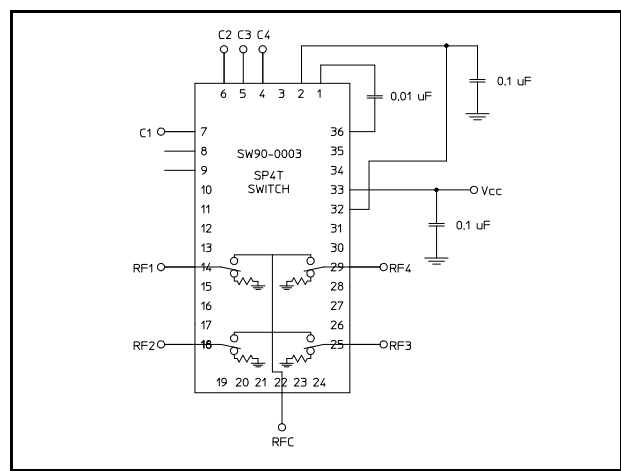 C2 C3 C4
6 5 4 3 2 1
0.1 uF
0.01 uF
C1 7 36
8 SW90-0003 35
9 SP4T 34
SWITCH
10 33 Vcc
11 32
0.1 uF
12 31
13 30
RF1 14 29 RF4
15 28
16 27
17 26
RF2 18 25 RF3
19 20 21 22 23 24
RFC